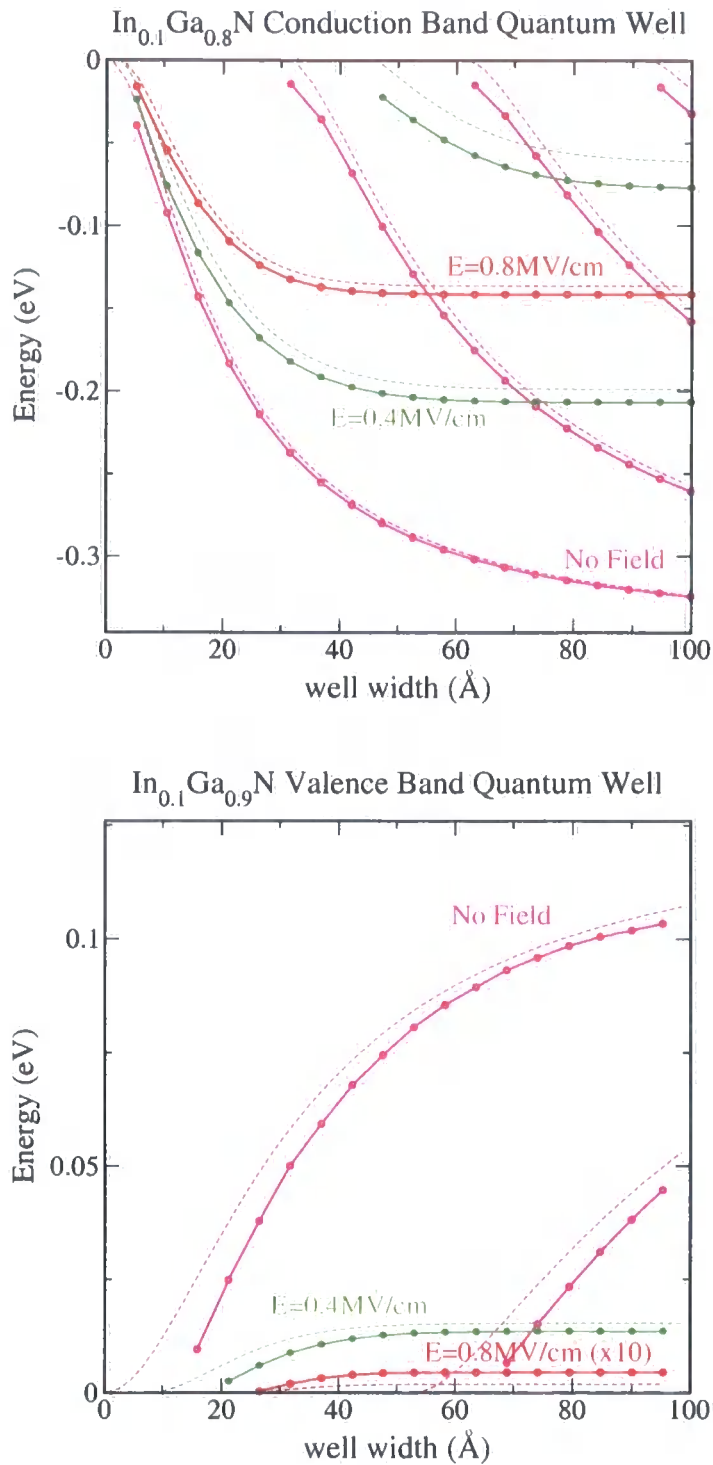 In0.1Ga0.8N Conduction Band Quantum Well
0
-0.1
-0.2
-0.3
Energy (eV)
E=0.8MV/cm
E=0.4MV/cm
No Field
0 20 40 60 80 100
well width (Å)
In0.1Ga0.9N Valence Band Quantum Well
0.1
0.05
0
Energy (eV)
No Field
E=0.4MV/cm
E=0.8MV/cm (x10)
0 20 40 60 80 100
well width (Å)